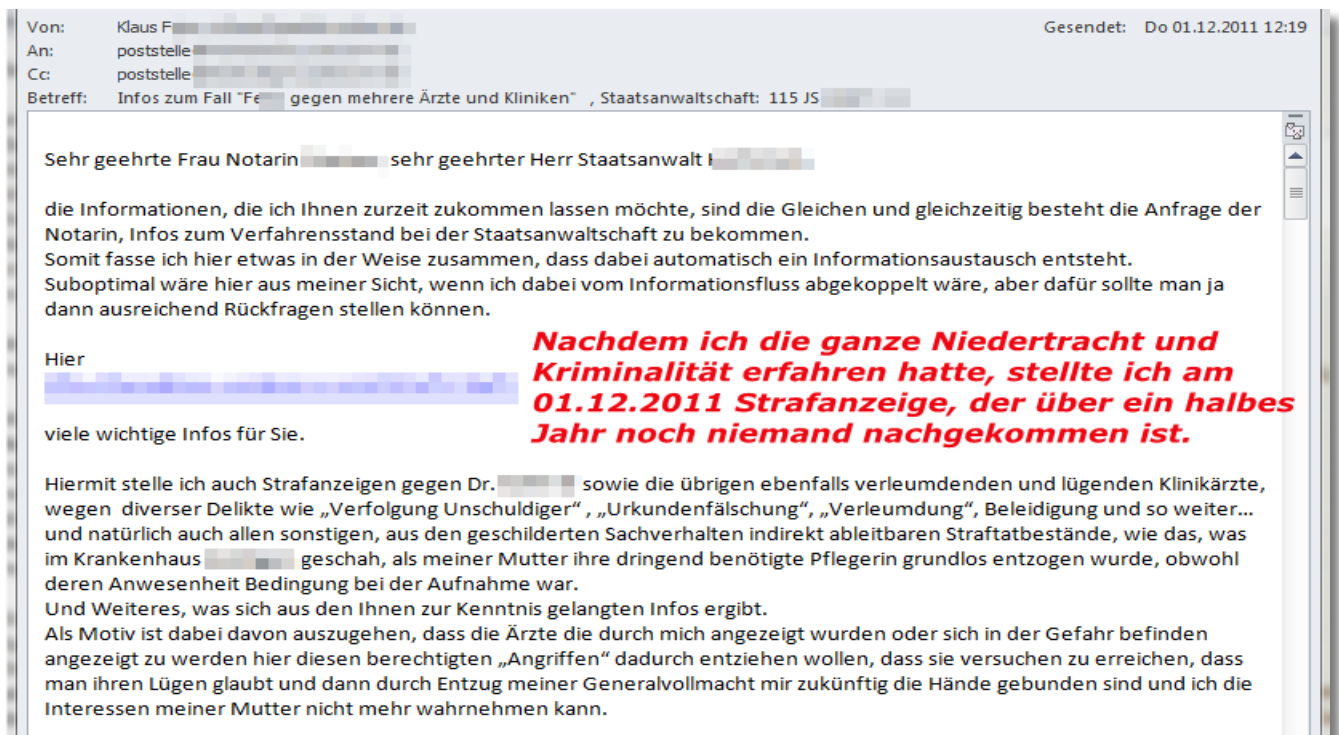 Von: Klaus F
Gesendet: Do 01.12.2011 12:19
An: poststelle
Cc: poststelle
Betreff: Infos zum Fall "Fe gegen mehrere Ärzte und Kliniken" , Staatsanwaltschaft: 115 JS
Sehr geehrte Frau Notarin sehr geehrter Herr Staatsanwalt
die Informationen, die ich Ihnen zurzeit zukommen lassen möchte, sind die Gleichen und gleichzeitig besteht die Anfrage der
Notarin, Infos zum Verfahrensstand bei der Staatsanwaltschaft zu bekommen.
Somit fasse ich hier etwas in der Weise zusammen, dass dabei automatisch ein Informationsaustausch entsteht.
Suboptimal wäre hier aus meiner Sicht, wenn ich dabei vom Informationsfluss abgekoppelt wäre, aber dafür sollte man ja
dann ausreichend Rückfragen stellen können.
Hier
viele wichtige Infos für Sie.
Nachdem ich die ganze Niedertracht und
Kriminalität erfahren hatte, stellte ich am
01.12.2011 Strafanzeige, der über ein halbes
Jahr noch niemand nachgekommen ist.
Hiermit stelle ich auch Strafanzeigen gegen Dr. sowie die übrigen ebenfalls verleumdenden und lügenden Klinikärzte,
wegen diverser Delikte wie „Verfolgung Unschuldiger“ , „Urkundenfälschung“, „Verleumdung“, Beleidigung und so weiter...
und natürlich auch allen sonstigen, aus den geschilderten Sachverhalten indirekt ableitbaren Straftatbestände, wie das, was
im Krankenhaus geschah, als meiner Mutter ihre dringend benötigte Pflegerin grundlos entzogen wurde, obwohl
deren Anwesenheit Bedingung bei der Aufnahme war.
Und Weiteres, was sich aus den Ihnen zur Kenntnis gelangten Infos ergibt.
Als Motiv ist dabei davon auszugehen, dass die Ärzte die durch mich angezeigt wurden oder sich in der Gefahr befinden
angezeigt zu werden hier diesen berechtigten „Angriffen“ dadurch entziehen wollen, dass sie versuchen zu erreichen, dass
man ihren Lügen glaubt und dann durch Entzug meiner Generalvollmacht mir zukünftig die Hände gebunden sind und ich die
Interessen meiner Mutter nicht mehr wahrnehmen kann.